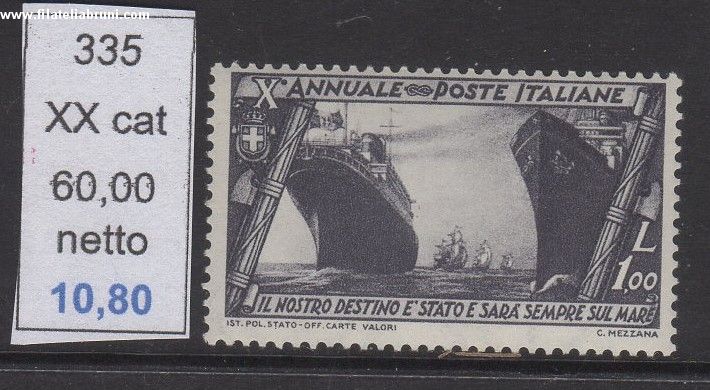 www.filateliabruni.com
335
XX cat
60,00
netto
10,80
X ANNUALE POSTE ITALIANE
L
1,00
IL NOSTRO DESTINO E' STATO E SARA' SEMPRE SUL MARE
IST. POL. STATO - OFF. CARTE VALORI
C. MEZZANA